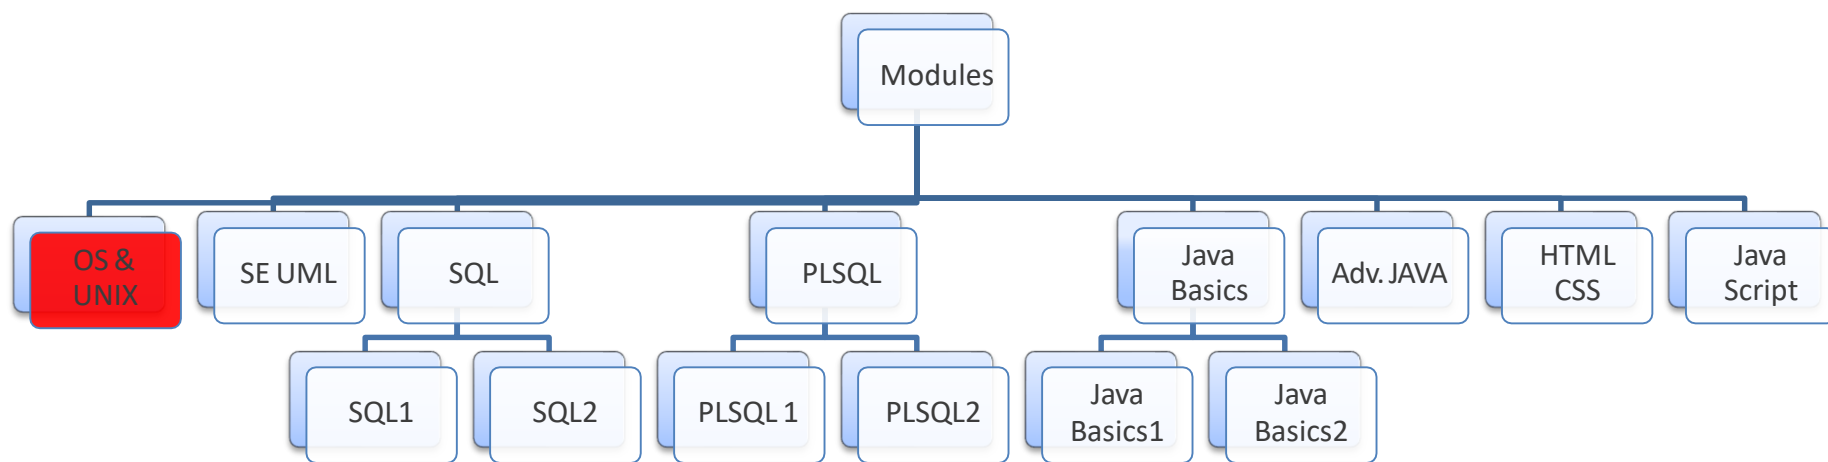 Modules
OS &
UNIX
SE UML
SQL
PLSQL
Java
Basics
Adv. JAVA
HTML
CSS
Java
Script
SQL1
SQL2
PLSQL 1
PLSQL2
Java
Basics1
Java
Basics2